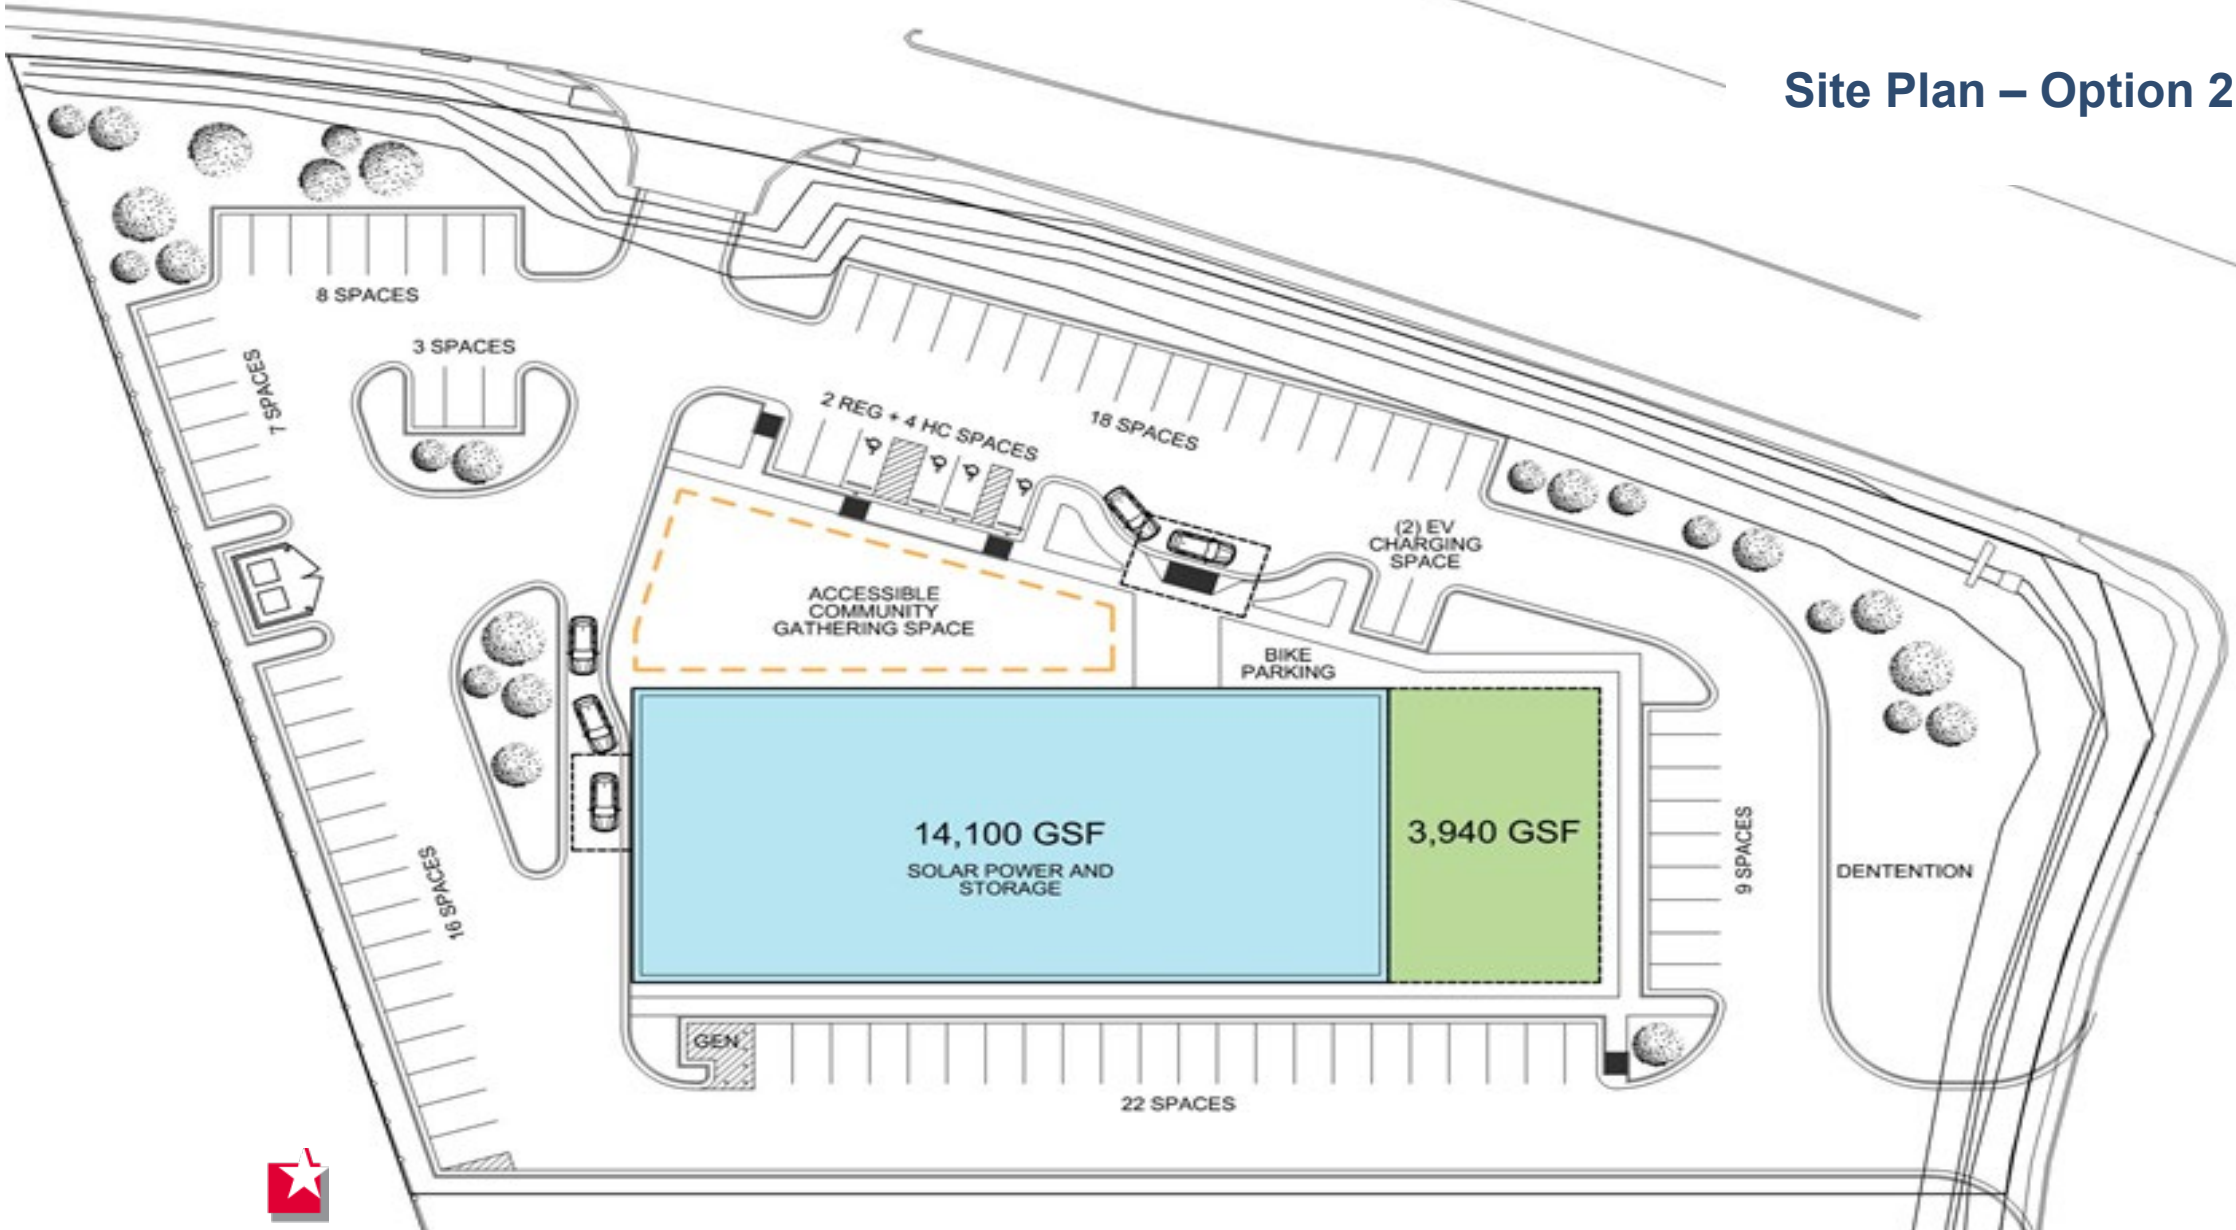 Site Plan – Option 2
8 SPACES
3 SPACES
7 SPACES
2 REG + 4 HC SPACES
18 SPACES
(2) EV
CHARGING
SPACE
ACCESSIBLE
COMMUNITY
GATHERING SPACE
BIKE
PARKING
14,100 GSF
SOLAR POWER AND
STORAGE
3,940 GSF
9 SPACES
DENTENTION
16 SPACES
GEN
22 SPACES